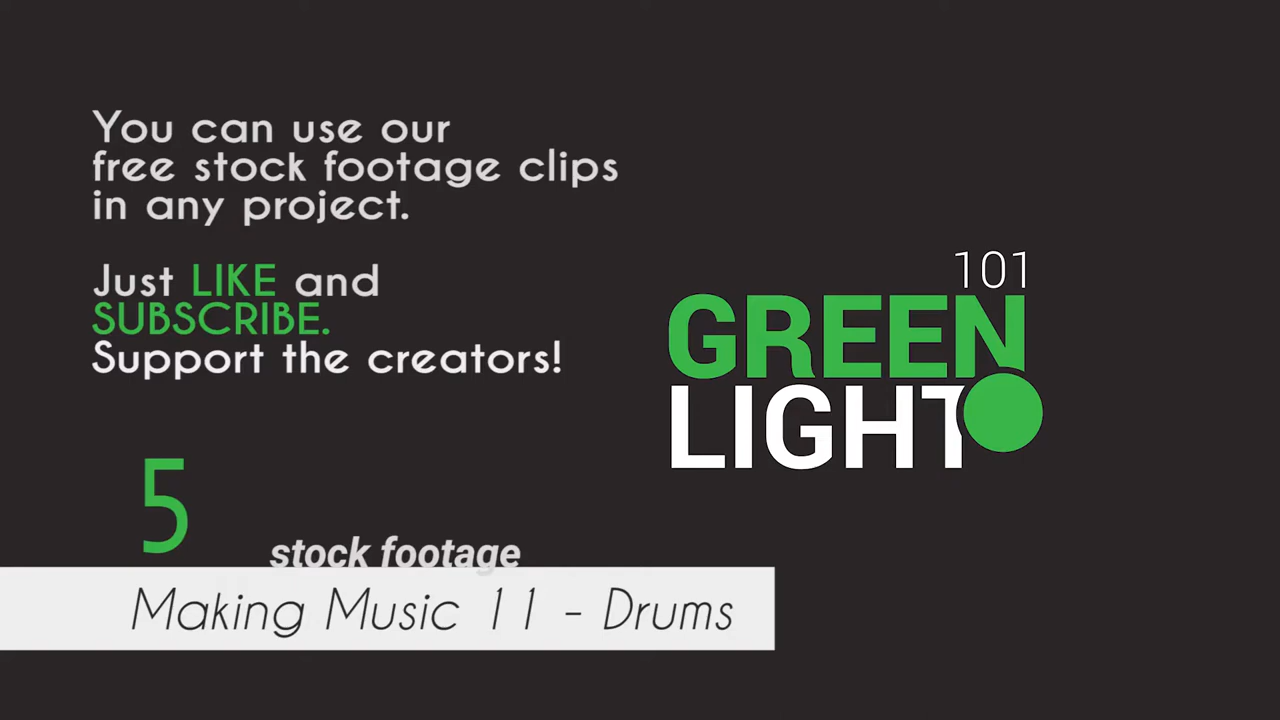 You can use our
free stock footage clips
in any project.
Just LIKE and
SUBSCRIBE.
Support the creators!
101
GREEN
LIGHT
5
stock footage
Making Music 11 - Drums